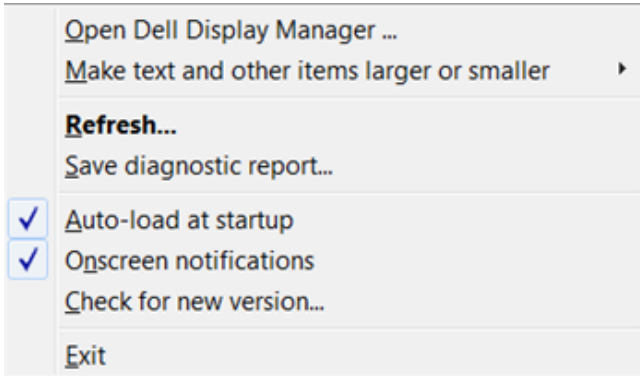 Open Dell Display Manager ...
Make text and other items larger or smaller
Refresh...
Save diagnostic report...
Auto-load at startup
Onscreen notifications
Check for new version...
Exit